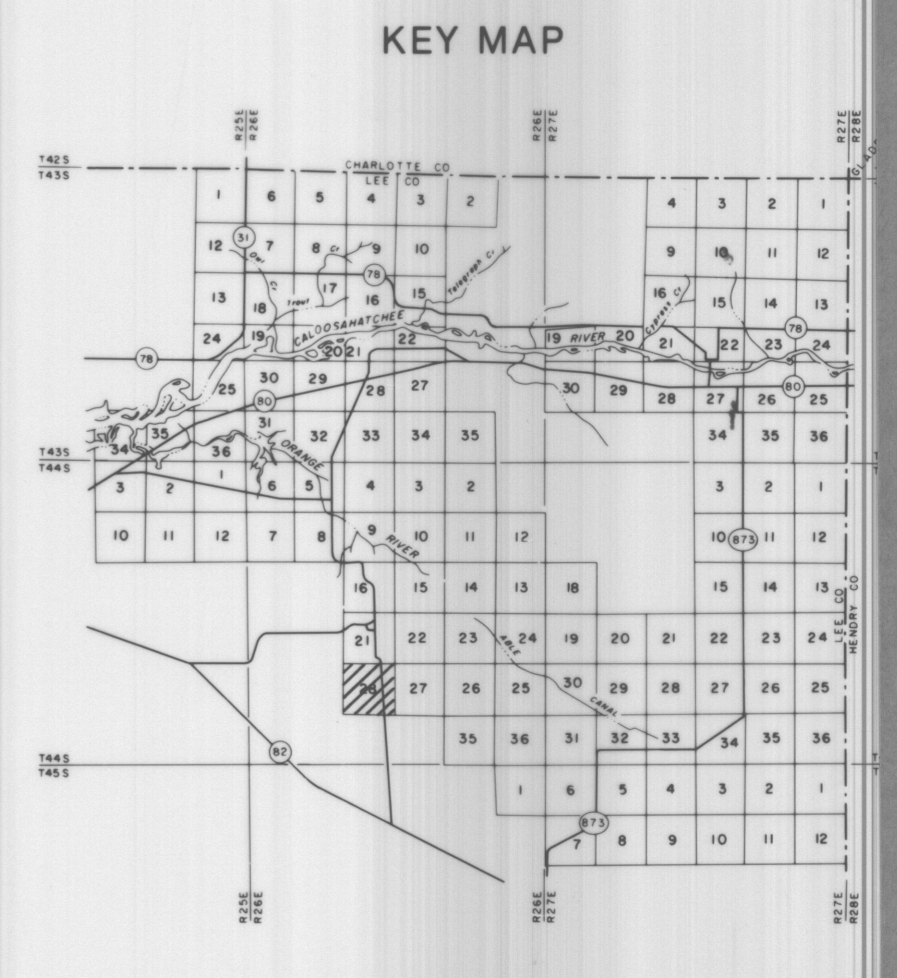 KEY MAP
R25E R26E
R26E R27E
R27E R28E
T42S
T43S
CHARLOTTE CO
LEE CO
1 6 5 4 3 2 4 3 2 1
12 31 7 8 Cr 9 10 9 10 11 12
Owl Cr 78 Telegraph Cr
13 18 17 16 15 16 15 14 13
Trout Cypress Cr
24 19 CALOOSAHATCHEE 22 19 RIVER 20 21 22 23 78 24
78 20 21
25 30 29 28 27 30 29 28 27 26 80 25
80
34 35 36 31 32 33 34 35 34 35 36
ORANGE
T43S
T44S
3 2 1 6 5 4 3 2 3 2 1
10 11 12 7 8 9 RIVER 10 11 12 10 873 11 12
16 15 14 13 18 15 14 13
LEE CO
HENDRY CO
21 22 23 24 19 20 21 22 23 24
ABLE CANAL
28 27 26 25 30 29 28 27 26 25
35 36 31 32 33 34 35 36
82
T44S
T45S
1 6 5 4 3 2 1
873
7 8 9 10 11 12
R25E R26E
R26E R27E
R27E R28E